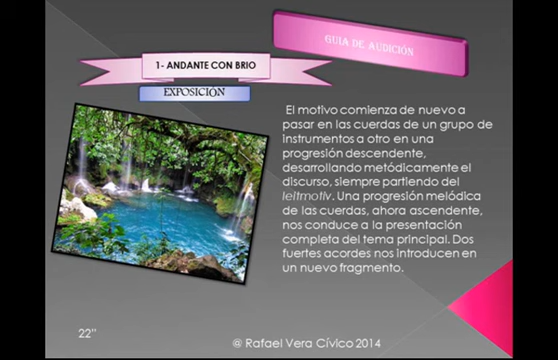 GUIA DE AUDICIÓN
1- ANDANTE CON BRIO
EXPOSICIÓN
El motivo comienza de nuevo a
pasar en las cuerdas de un grupo de
instrumentos a otro en una
progresión descendente,
desarrollando metódicamente el
discurso, siempre partiendo del
leitmotiv. Una progresión melódica
de las cuerdas, ahora ascendente,
nos conduce a la presentación
completa del tema principal. Dos
fuertes acordes nos introducen en
un nuevo fragmento.
22"
@ Rafael Vera Cívico 2014